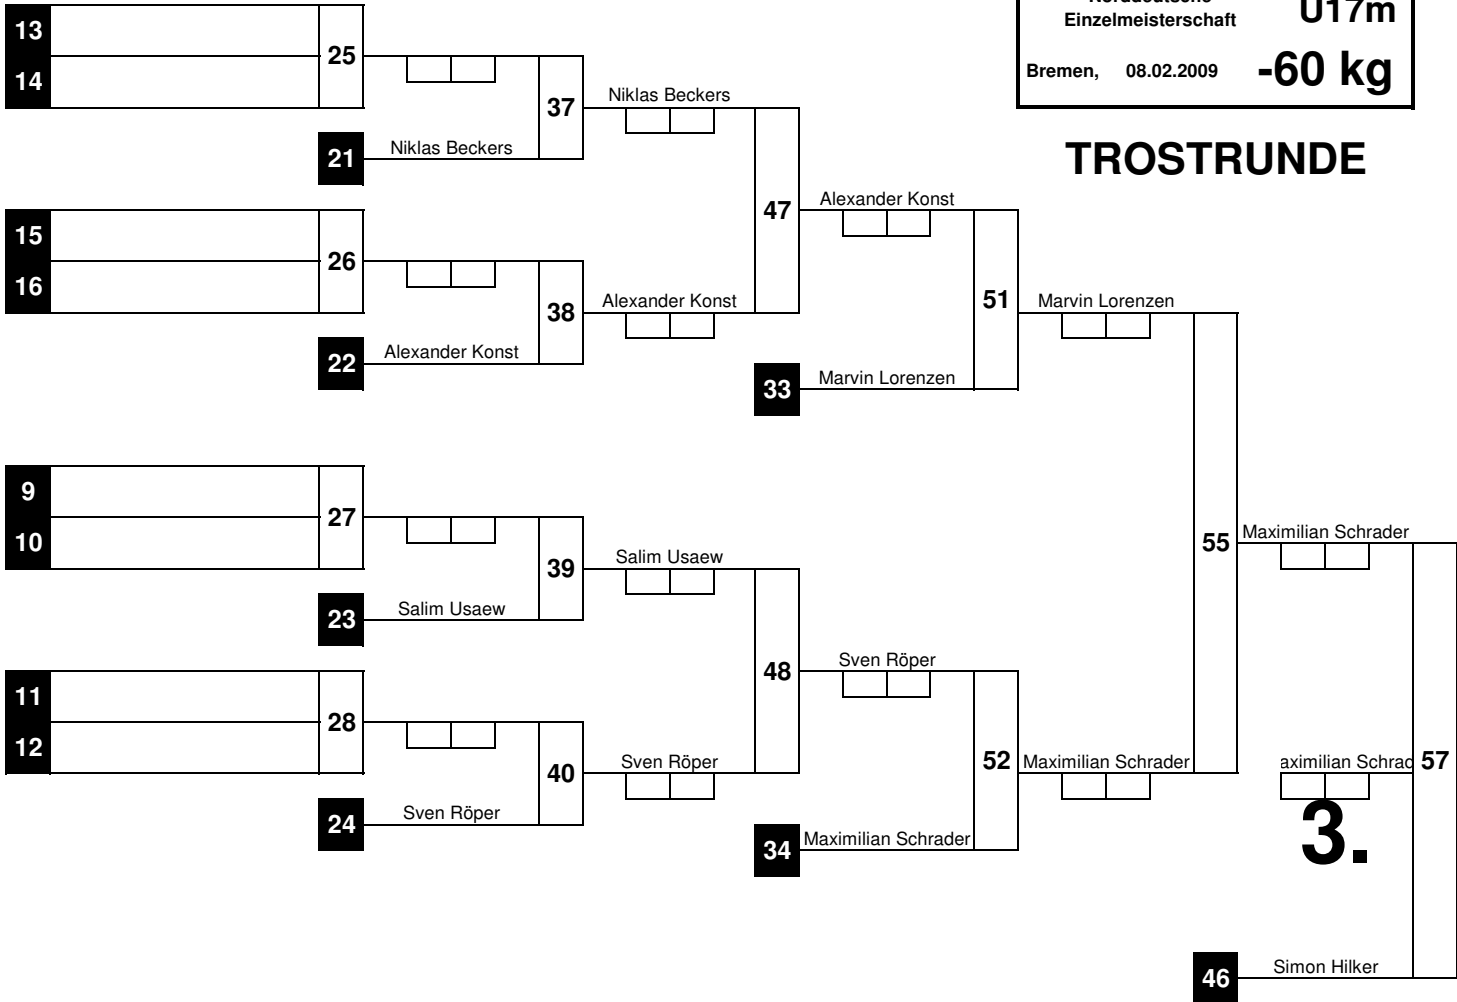 Norddeutsche
Einzelmeisterschaft
U17m
Bremen, 08.02.2009
-60 kg
TROSTRUNDE
13
25
14
37
Niklas Beckers
21
Niklas Beckers
47
Alexander Konst
15
26
16
38
Alexander Konst
22
Alexander Konst
51
Marvin Lorenzen
33
Marvin Lorenzen
9
27
10
39
Salim Usaew
23
Salim Usaew
48
Sven Röper
11
28
12
40
Sven Röper
24
Sven Röper
52
Maximilian Schrader
34
Maximilian Schrader
55
Maximilian Schrader
aximilian Schrad
57
3.
46
Simon Hilker